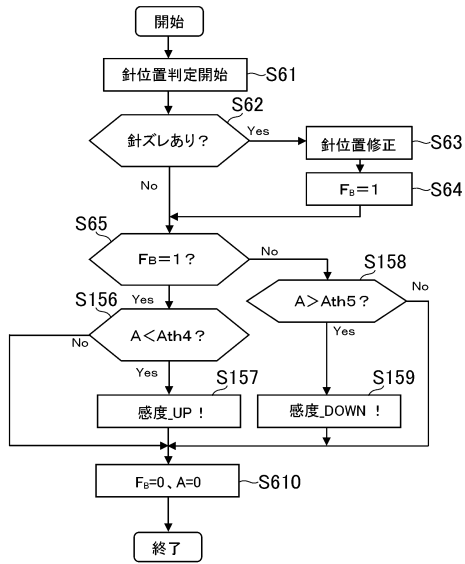 開始
針位置判定開始
S61
針ズレあり?
S62
Yes
No
針位置修正
S63
FB=1
S64
S65
FB=1?
No
Yes
S158
A>Ath5?
No
Yes
S156
A<Ath4?
No
Yes
S157
感度_UP!
S159
感度_DOWN!
FB=0、A=0
S610
終了